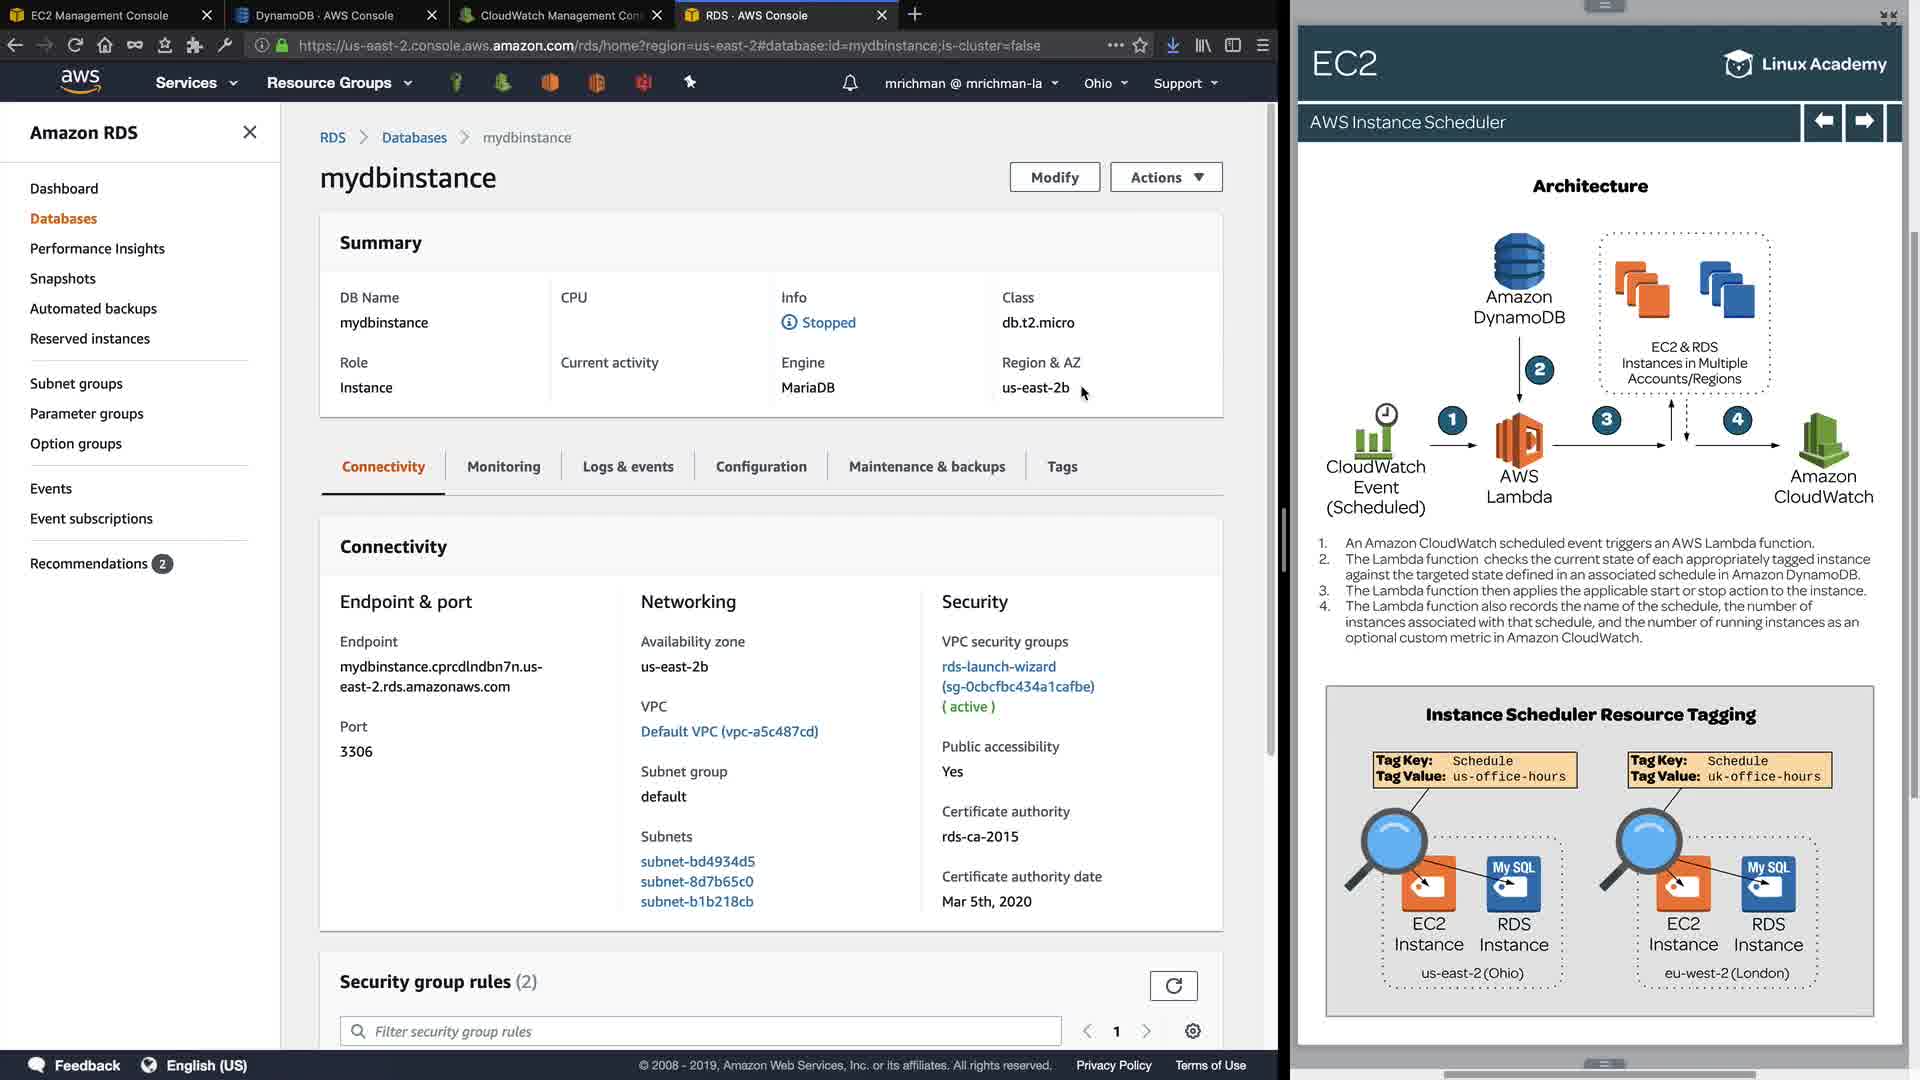 EC2 Management Console
DynamoDB · AWS Console
CloudWatch Management Con
RDS · AWS Console
https://us-east-2.console.aws.amazon.com/rds/home?region=us-east-2#database:id=mydbinstance;is-cluster=false
aws
Services
Resource Groups
mrichman @ mrichman-la
Ohio
Support
Amazon RDS
Dashboard
Databases
Performance Insights
Snapshots
Automated backups
Reserved instances
Subnet groups
Parameter groups
Option groups
Events
Event subscriptions
Recommendations 2
RDS > Databases > mydbinstance
mydbinstance
Modify
Actions
Summary
DB Name
mydbinstance
CPU
Info
Stopped
Class
db.t2.micro
Role
Instance
Current activity
Engine
MariaDB
Region & AZ
us-east-2b
Connectivity
Monitoring
Logs & events
Configuration
Maintenance & backups
Tags
Connectivity
Endpoint & port
Endpoint
mydbinstance.cprcdlndbn7n.us-
east-2.rds.amazonaws.com
Port
3306
Networking
Availability zone
us-east-2b
VPC
Default VPC (vpc-a5c487cd)
Subnet group
default
Subnets
subnet-bd4934d5
subnet-8d7b65c0
subnet-b1b218cb
Security
VPC security groups
rds-launch-wizard
(sg-0cbcfbc434a1cafbe)
( active )
Public accessibility
Yes
Certificate authority
rds-ca-2015
Certificate authority date
Mar 5th, 2020
Security group rules (2)
Filter security group rules
1
Feedback
English (US)
© 2008 - 2019, Amazon Web Services, Inc. or its affiliates. All rights reserved.
Privacy Policy
Terms of Use
EC2
Linux Academy
AWS Instance Scheduler
Architecture
Amazon
DynamoDB
EC2 & RDS
Instances in Multiple
Accounts/Regions
2
1
3
4
CloudWatch
Event
(Scheduled)
AWS
Lambda
Amazon
CloudWatch
1. An Amazon CloudWatch scheduled event triggers an AWS Lambda function.
2. The Lambda function checks the current state of each appropriately tagged instance
against the targeted state defined in an associated schedule in Amazon DynamoDB.
3. The Lambda function then applies the applicable start or stop action to the instance.
4. The Lambda function also records the name of the schedule, the number of
instances associated with that schedule, and the number of running instances as an
optional custom metric in Amazon CloudWatch.
Instance Scheduler Resource Tagging
Tag Key: Schedule
Tag Value: us-office-hours
Tag Key: Schedule
Tag Value: uk-office-hours
My SQL
My SQL
EC2
Instance
RDS
Instance
EC2
Instance
RDS
Instance
us-east-2 (Ohio)
eu-west-2 (London)